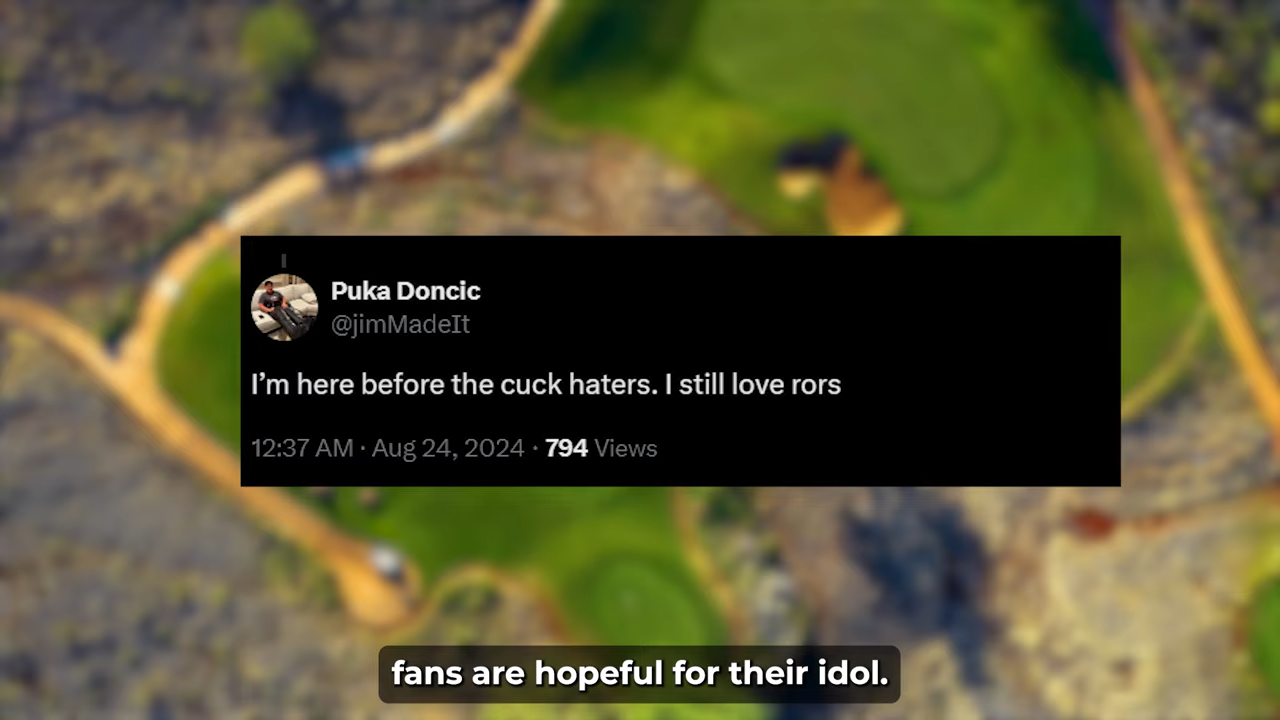 Puka Doncic
@jimMadeIt
I’m here before the cuck haters. I still love rors
12:37 AM · Aug 24, 2024 · 794 Views
fans are hopeful for their idol.